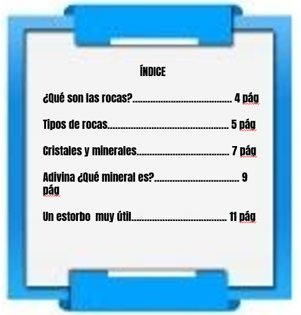 ÍNDICE
¿Qué son las rocas?................................... 4 pág
Tipos de rocas........................................... 5 pág
Cristales y minerales................................. 7 pág
Adivina ¿Qué mineral es?.............................. 9
pág
Un estorbo  muy útil.................................. 11 pág